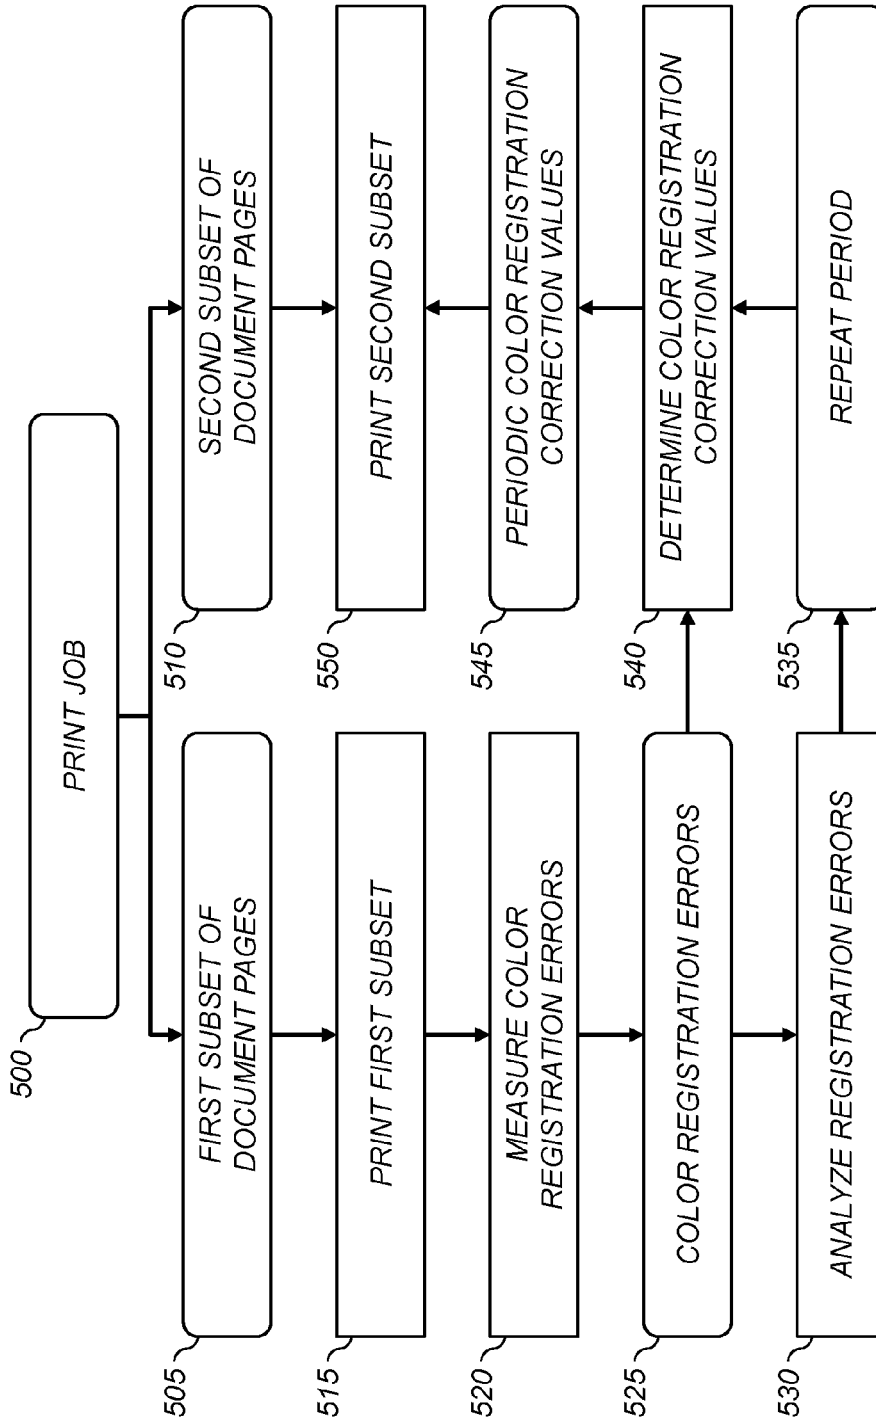 500
PRINT JOB
505
FIRST SUBSET OF
DOCUMENT PAGES
510
SECOND SUBSET OF
DOCUMENT PAGES
515
PRINT FIRST SUBSET
550
PRINT SECOND SUBSET
520
MEASURE COLOR
REGISTRATION ERRORS
545
PERIODIC COLOR REGISTRATION
CORRECTION VALUES
525
COLOR REGISTRATION ERRORS
540
DETERMINE COLOR REGISTRATION
CORRECTION VALUES
530
ANALYZE REGISTRATION ERRORS
535
REPEAT PERIOD